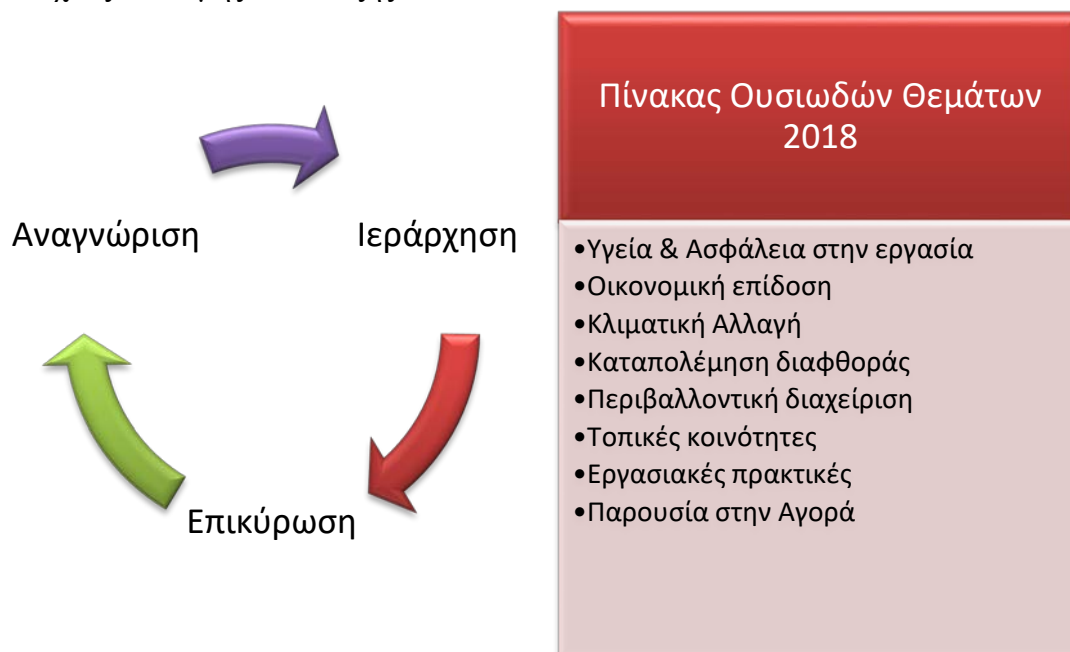 Αναγνώριση
Ιεράρχηση
Επικύρωση
Πίνακας Ουσιωδών Θεμάτων
2018
•Υγεία & Ασφάλεια στην εργασία
•Οικονομική επίδοση
•Κλιματική Αλλαγή
•Καταπολέμηση διαφθοράς
•Περιβαλλοντική διαχείριση
•Τοπικές κοινότητες
•Εργασιακές πρακτικές
•Παρουσία στην Αγορά